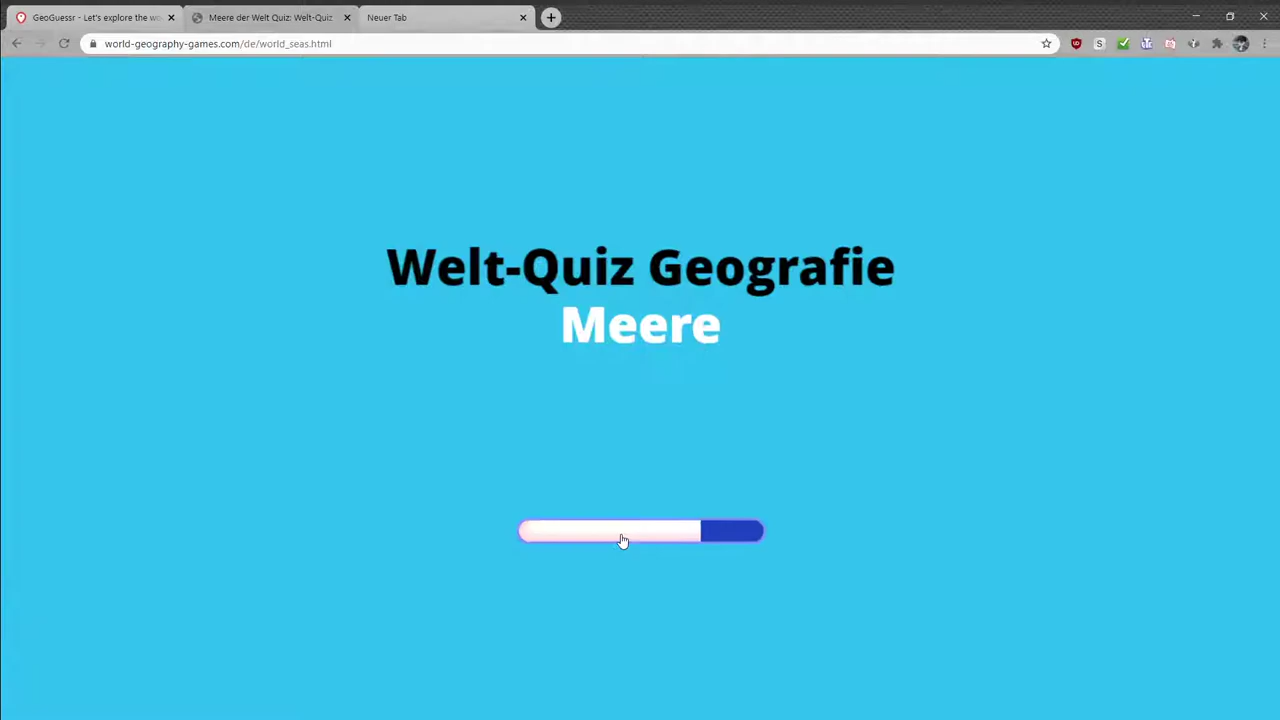 GeoGuessr - Let's explore the wo
Meere der Welt Quiz: Welt-Quiz
Neuer Tab
world-geography-games.com/de/world_seas.html
Welt-Quiz Geografie
Meere